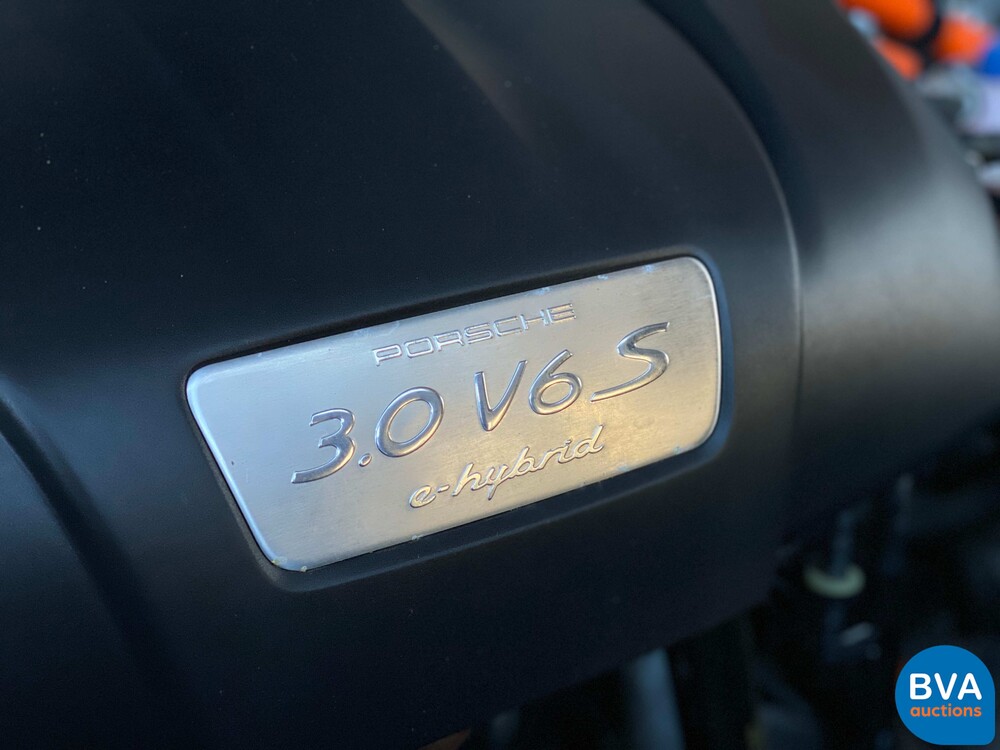 PORSCHE
3.0 V6 S
e-hybrid
BVA
auctions